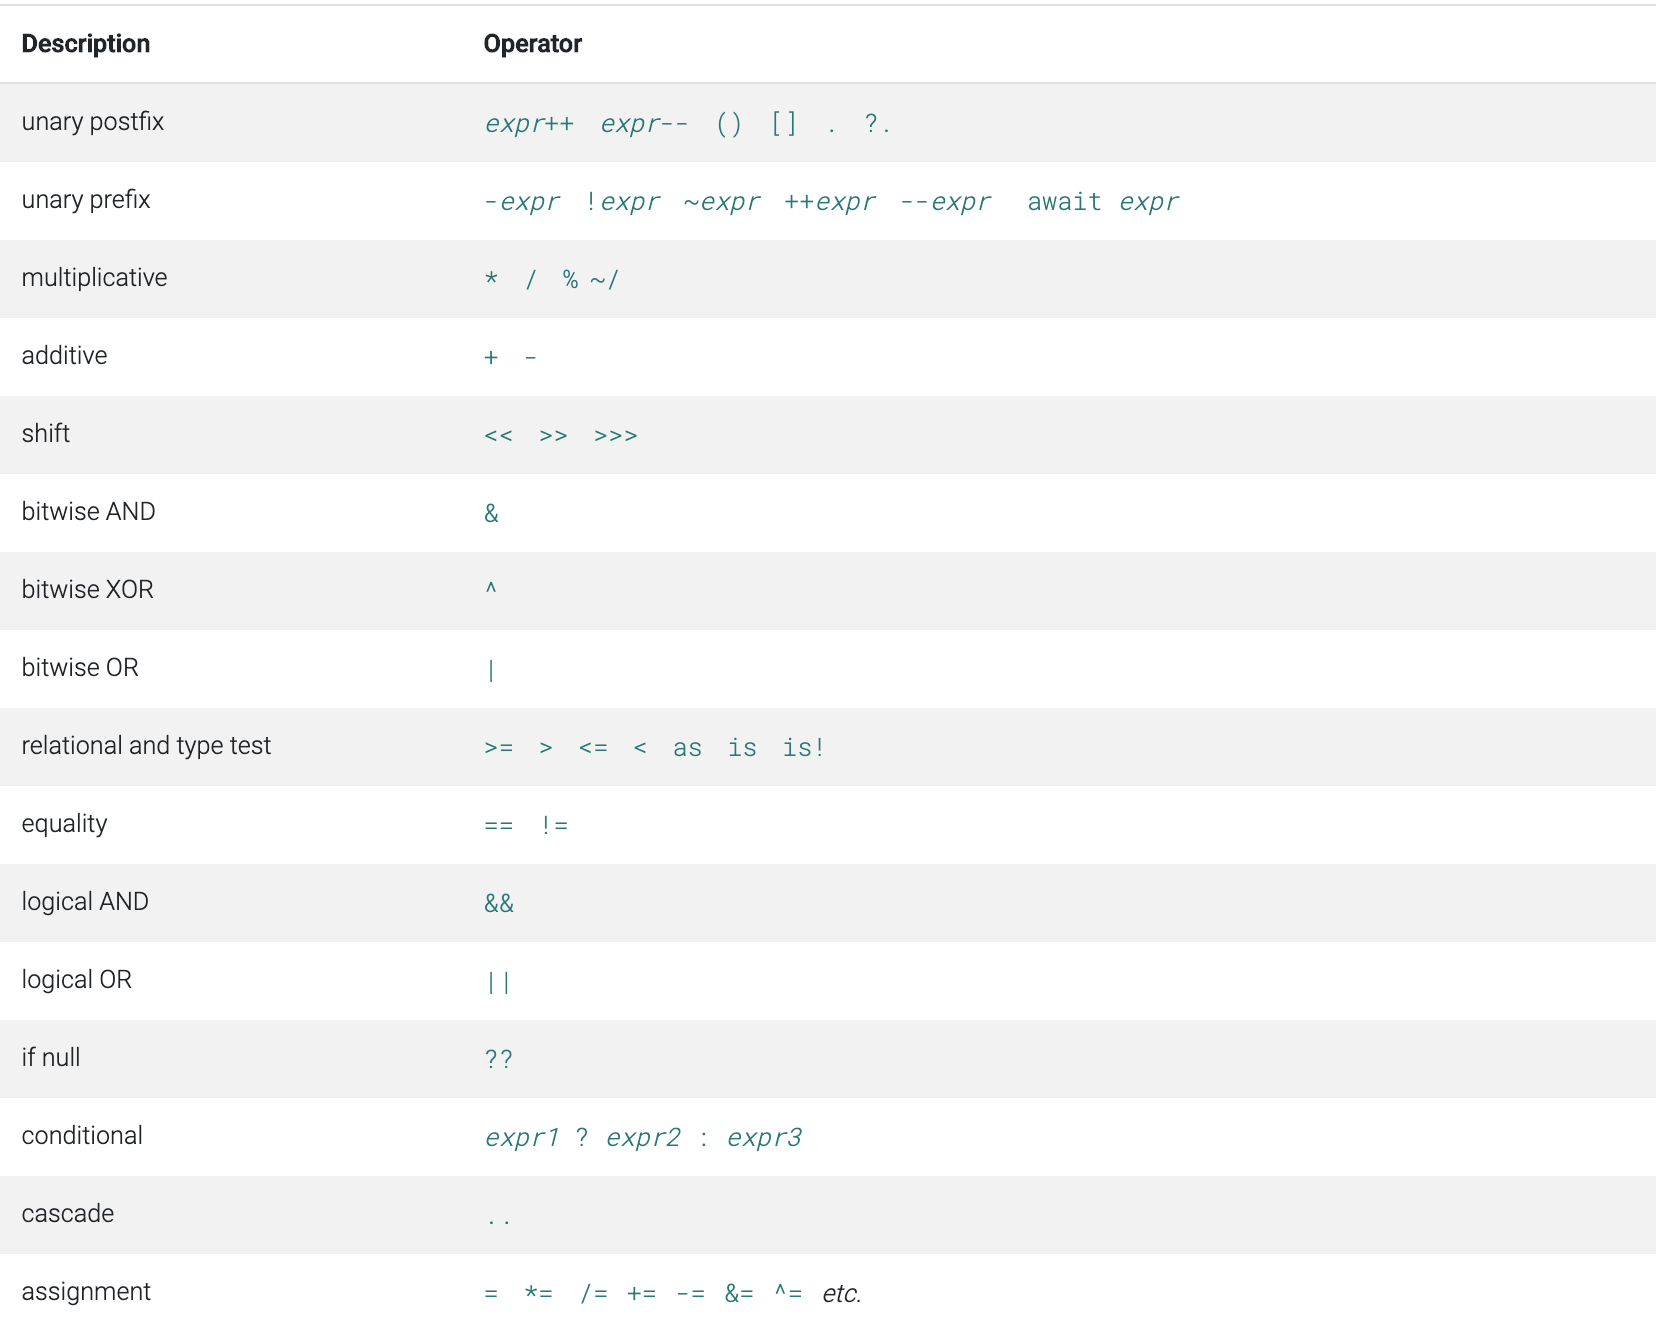 Description Operator
unary postfix expr++ expr-- () [] . ?.
unary prefix -expr !expr ~expr ++expr --expr await expr
multiplicative * / % ~/
additive + -
shift << >> >>>
bitwise AND &
bitwise XOR ^
bitwise OR |
relational and type test >= > <= < as is is!
equality == !=
logical AND &&
logical OR ||
if null ??
conditional expr1 ? expr2 : expr3
cascade ..
assignment = *= /= += -= &= ^= etc.